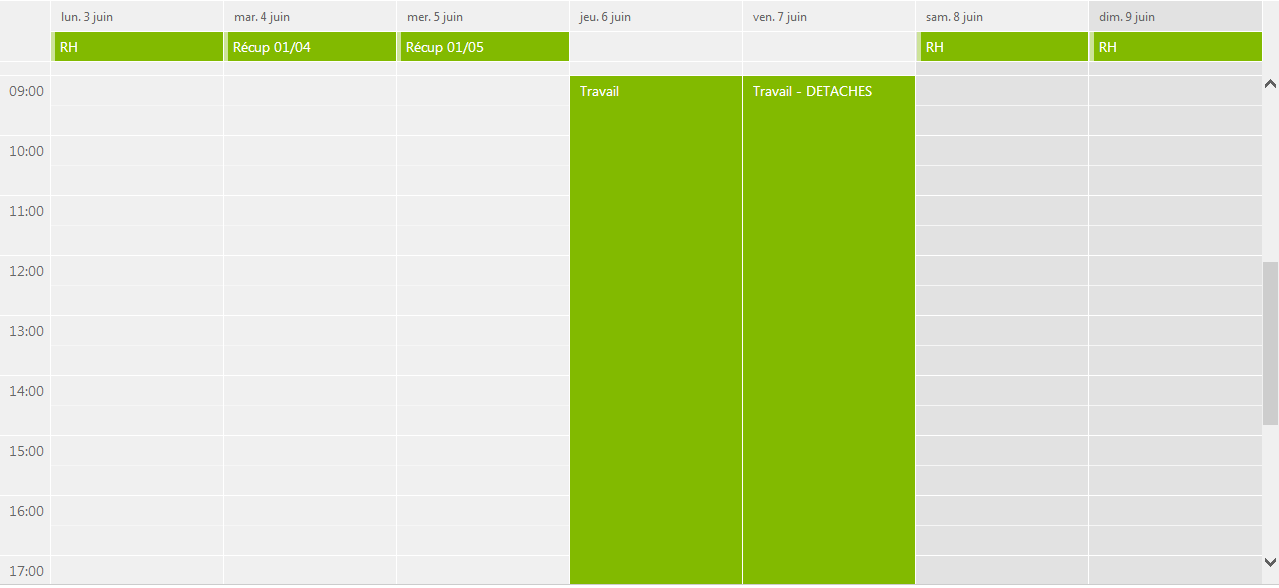 lun. 3 juin mar. 4 juin mer. 5 juin jeu. 6 juin ven. 7 juin sam. 8 juin dim. 9 juin
RH Récup 01/04 Récup 01/05 RH RH
09:00 Travail Travail - DETACHES
10:00
11:00
12:00
13:00
14:00
15:00
16:00
17:00